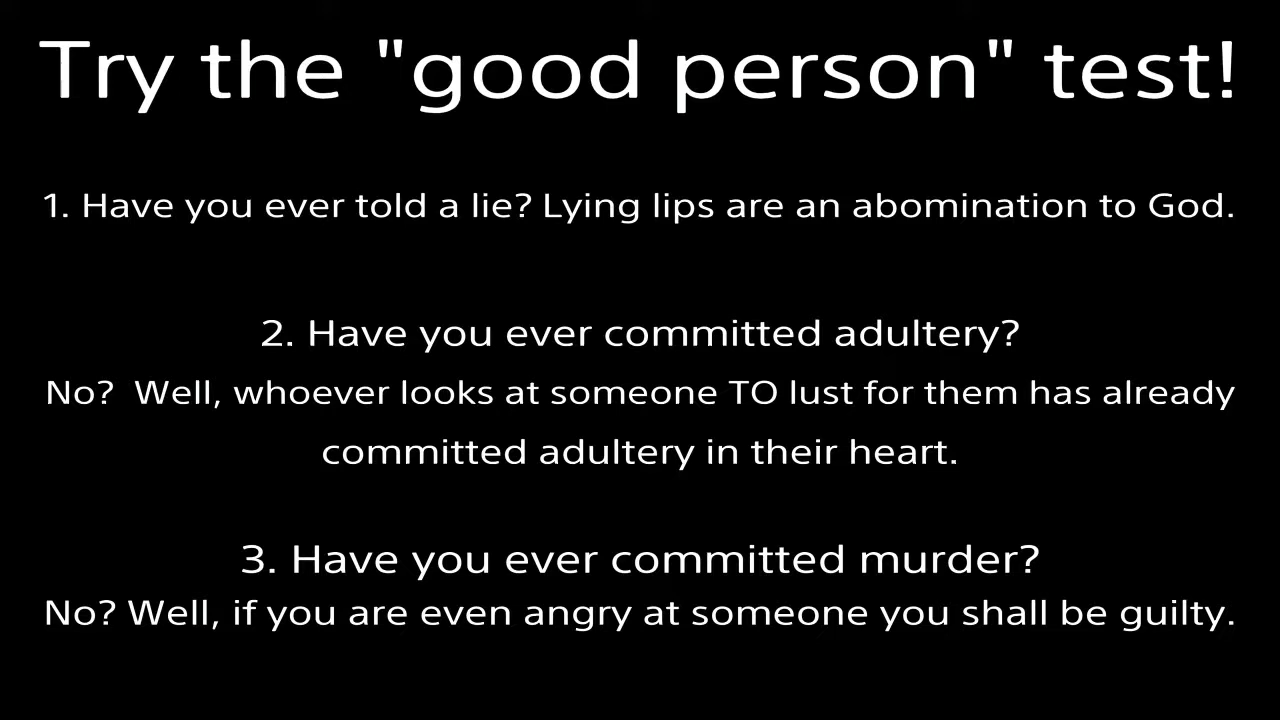 Try the "good person" test!
1. Have you ever told a lie? Lying lips are an abomination to God.
2. Have you ever committed adultery?
No?  Well, whoever looks at someone TO lust for them has already
committed adultery in their heart.
3. Have you ever committed murder?
No? Well, if you are even angry at someone you shall be guilty.